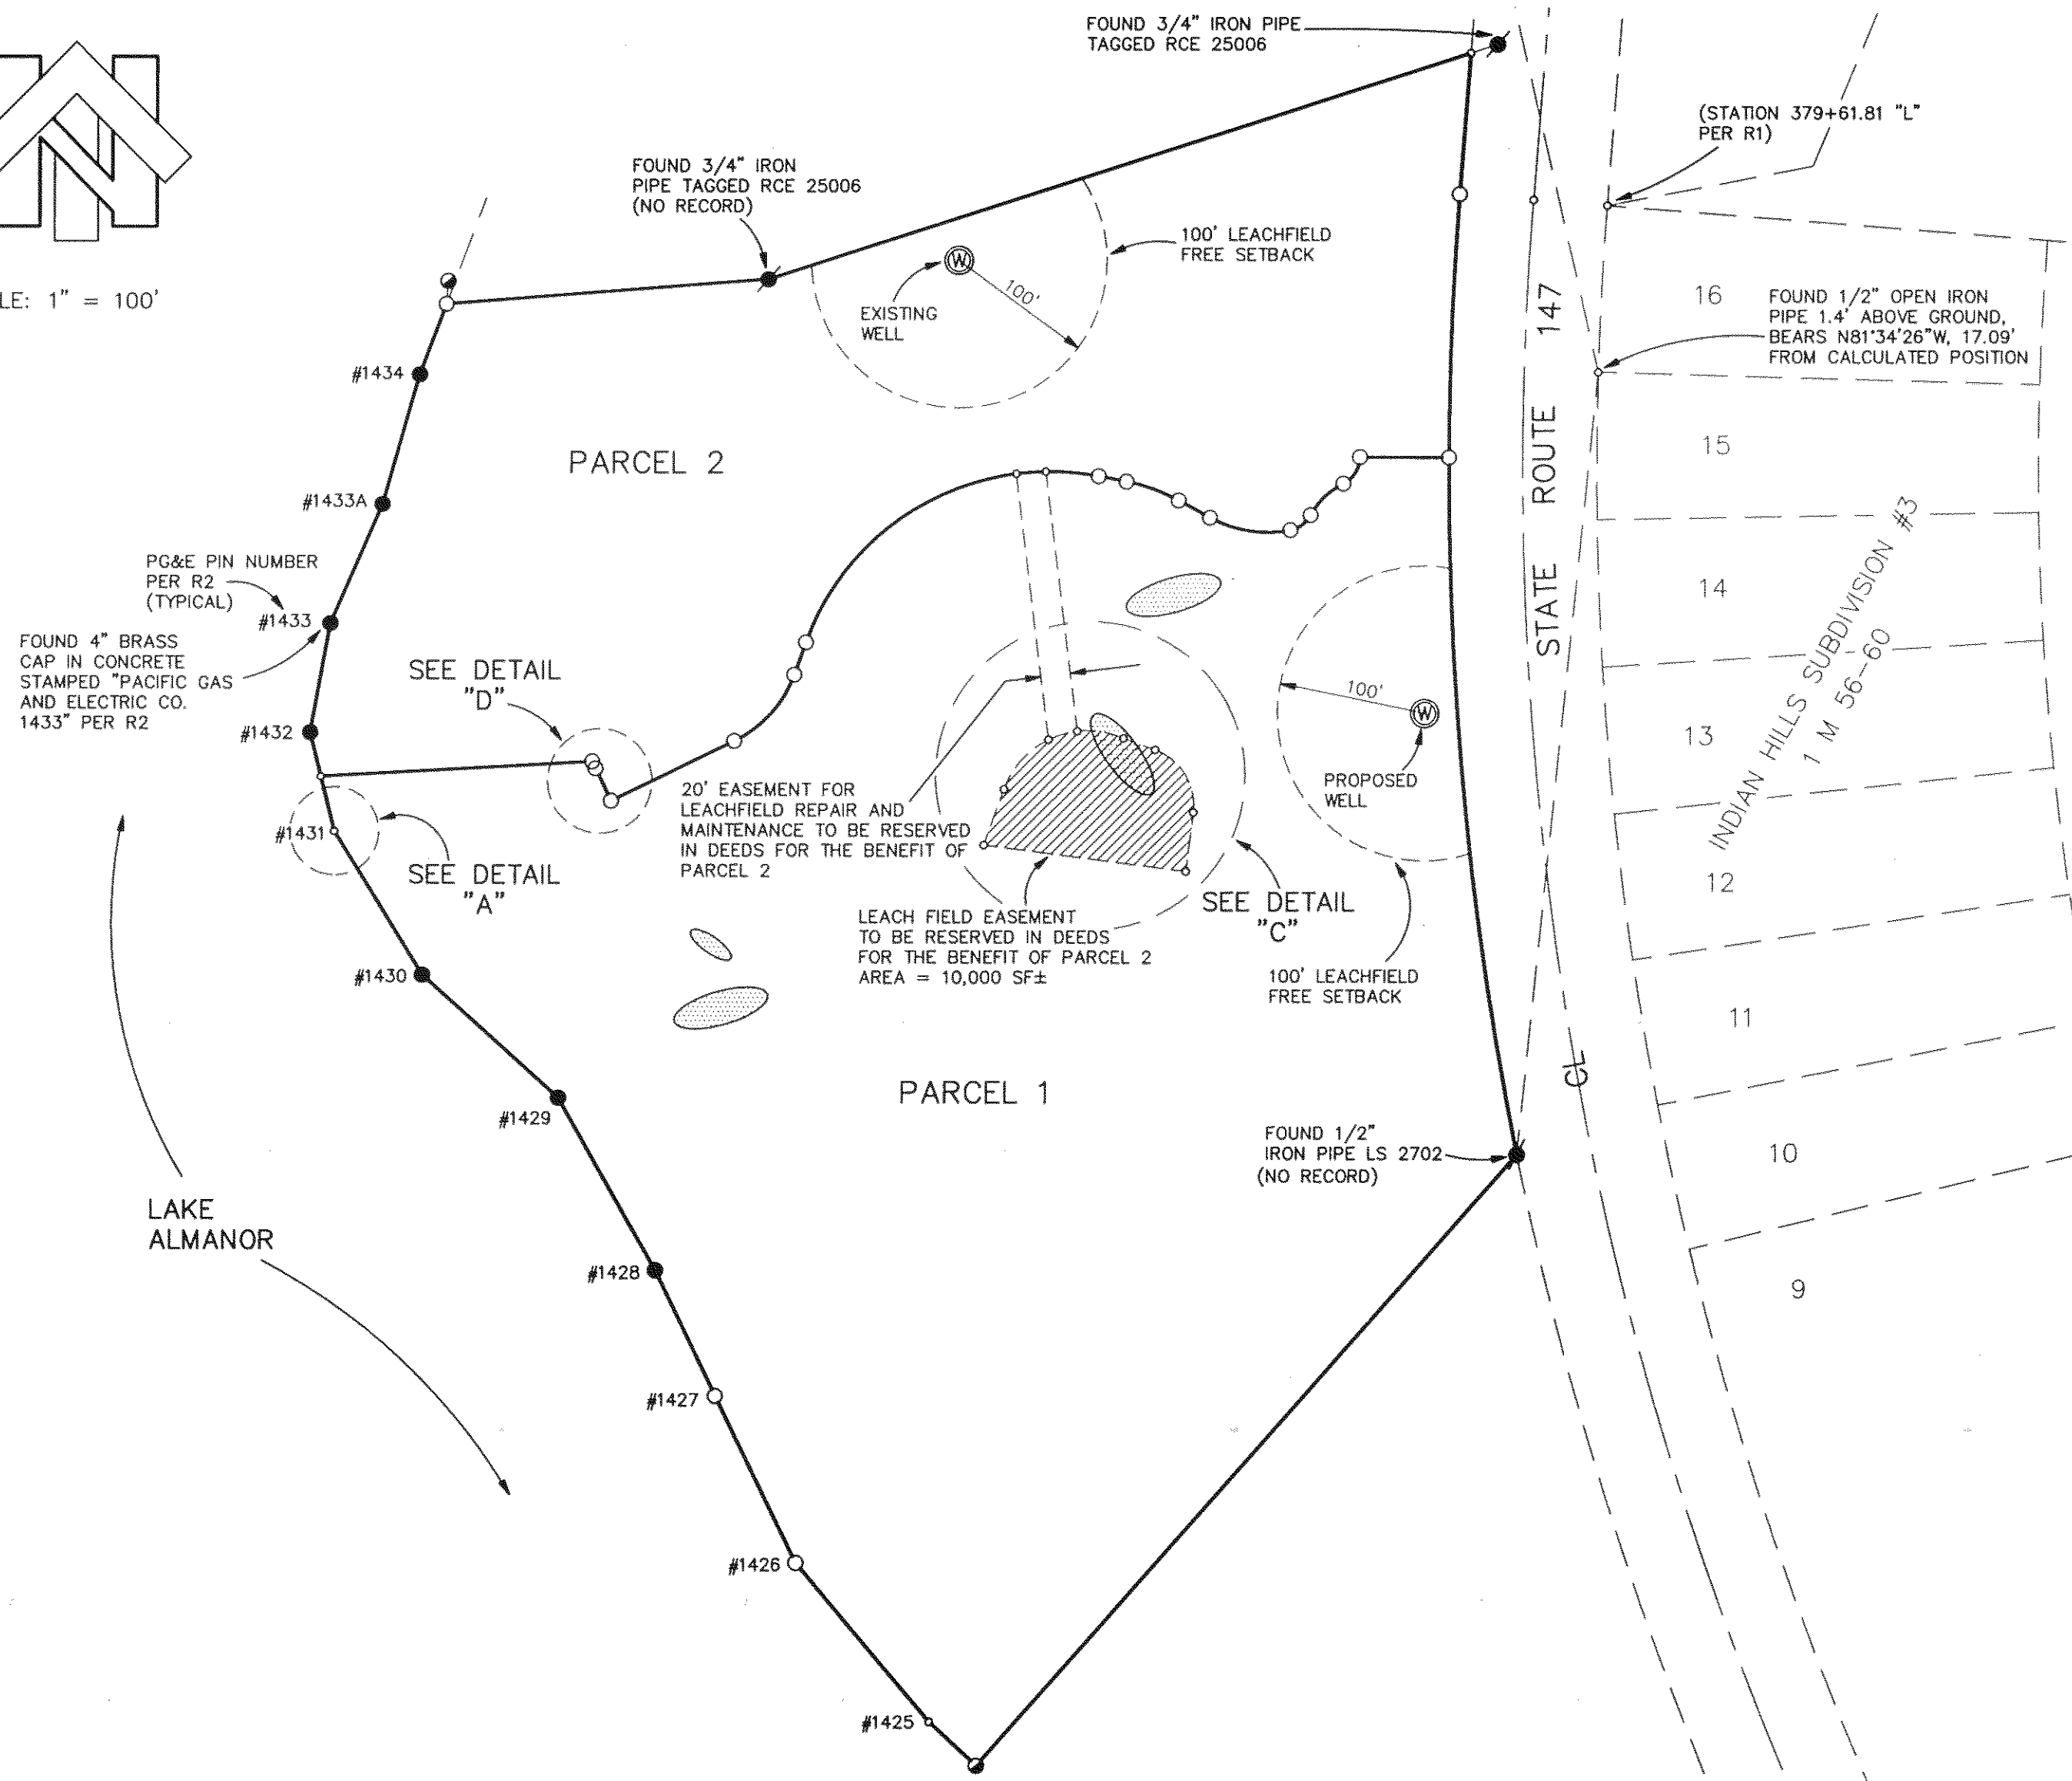 FOUND 3/4" IRON PIPE
TAGGED RCE 25006
(STATION 379+61.81 "L"
PER R1)
FOUND 3/4" IRON
PIPE TAGGED RCE 25006
(NO RECORD)
100' LEACHFIELD
FREE SETBACK
LE: 1" = 100'
W
100'
EXISTING
WELL
16
FOUND 1/2" OPEN IRON
PIPE 1.4' ABOVE GROUND,
BEARS N81°34'26"W, 17.09'
FROM CALCULATED POSITION
#1434
PARCEL 2
STATE ROUTE 147
15
#1433A
PG&E PIN NUMBER
PER R2
(TYPICAL)
#1433
14
INDIAN HILLS SUBDIVISION #3
1 M 56-60
FOUND 4" BRASS
CAP IN CONCRETE
STAMPED "PACIFIC GAS
AND ELECTRIC CO.
1433" PER R2
SEE DETAIL
"D"
100'
W
#1432
13
PROPOSED
WELL
20' EASEMENT FOR
LEACHFIELD REPAIR AND
MAINTENANCE TO BE RESERVED
IN DEEDS FOR THE BENEFIT OF
PARCEL 2
#1431
SEE DETAIL
"A"
12
SEE DETAIL
"C"
LEACH FIELD EASEMENT
TO BE RESERVED IN DEEDS
FOR THE BENEFIT OF PARCEL 2
AREA = 10,000 SF±
100' LEACHFIELD
FREE SETBACK
#1430
11
CL
PARCEL 1
#1429
FOUND 1/2"
IRON PIPE LS 2702
(NO RECORD)
10
LAKE
ALMANOR
#1428
9
#1427
#1426
#1425